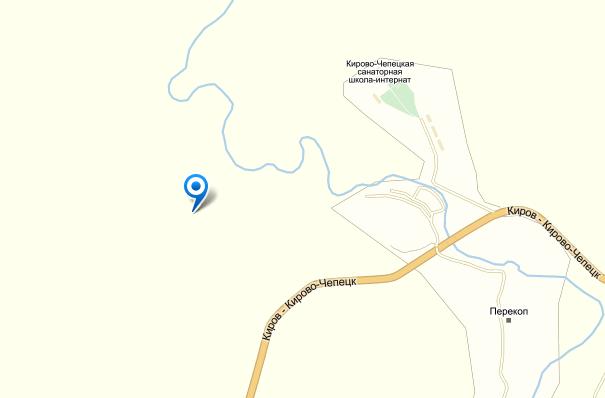 Кирово-Чепецкая
санаторная
школа-интернат
Киров - Кирово-Чепецк
Киров - Кирово-Чепецк
Перекоп